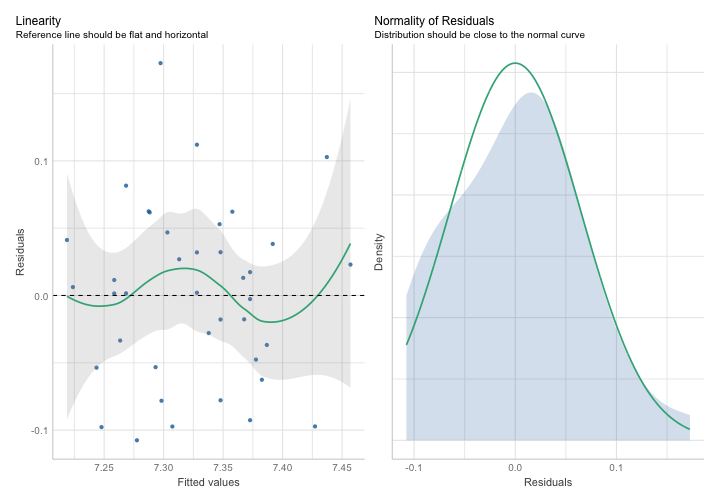 Linearity
Reference line should be flat and horizontal
Residuals
0.1
0.0
-0.1
7.25
7.30
7.35
7.40
7.45
Fitted values
Normality of Residuals
Distribution should be close to the normal curve
Density
-0.1
0.0
0.1
Residuals